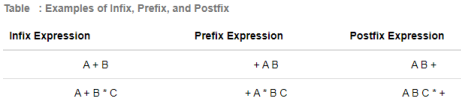 Table : Examples of Infix, Prefix, and Postfix
Infix Expression Prefix Expression Postfix Expression
A + B + A B A B +
A + B * C + A * B C A B C * +